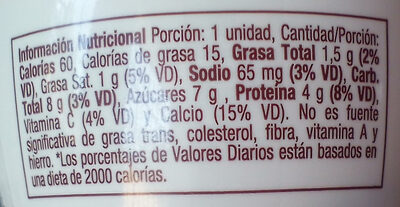 Información Nutricional Porción: 1 unidad, Cantidad/Porción:
Calorías 60, Calorías de grasa 15, Grasa Total 1,5 g (2%
VD), Grasa Sat. 1 g (5% VD), Sodio 65 mg (3% VD), Carb.
Total 8 g (3% VD), Azúcares 7 g , Proteína 4 g (8% VD),
Vitamina C (4% VD) y Calcio (15% VD). No es fuente
significativa de grasa trans, colesterol, fibra, vitamina A y
hierro. *Los porcentajes de Valores Diarios están basados en
una dieta de 2000 calorías.